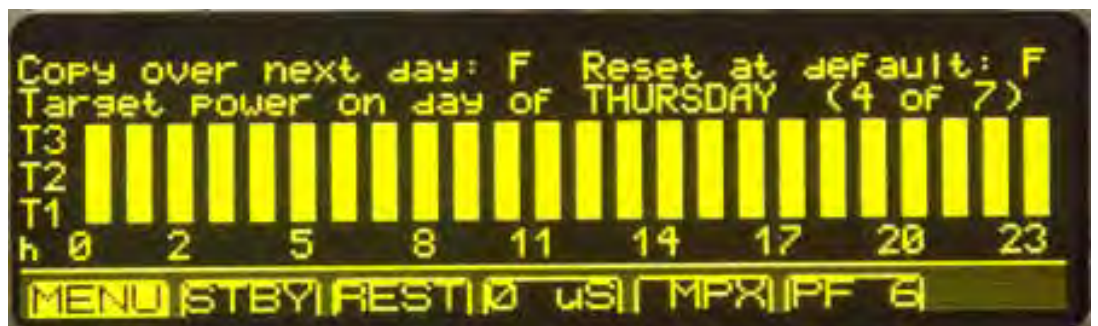 Copy over next day: F Reset at default: F
Target power on day of THURSDAY (4 of 7)
T3
T2
T1
h 0 2 5 8 11 14 17 20 23
MENU STBY REST 0 uS MPX PF 6